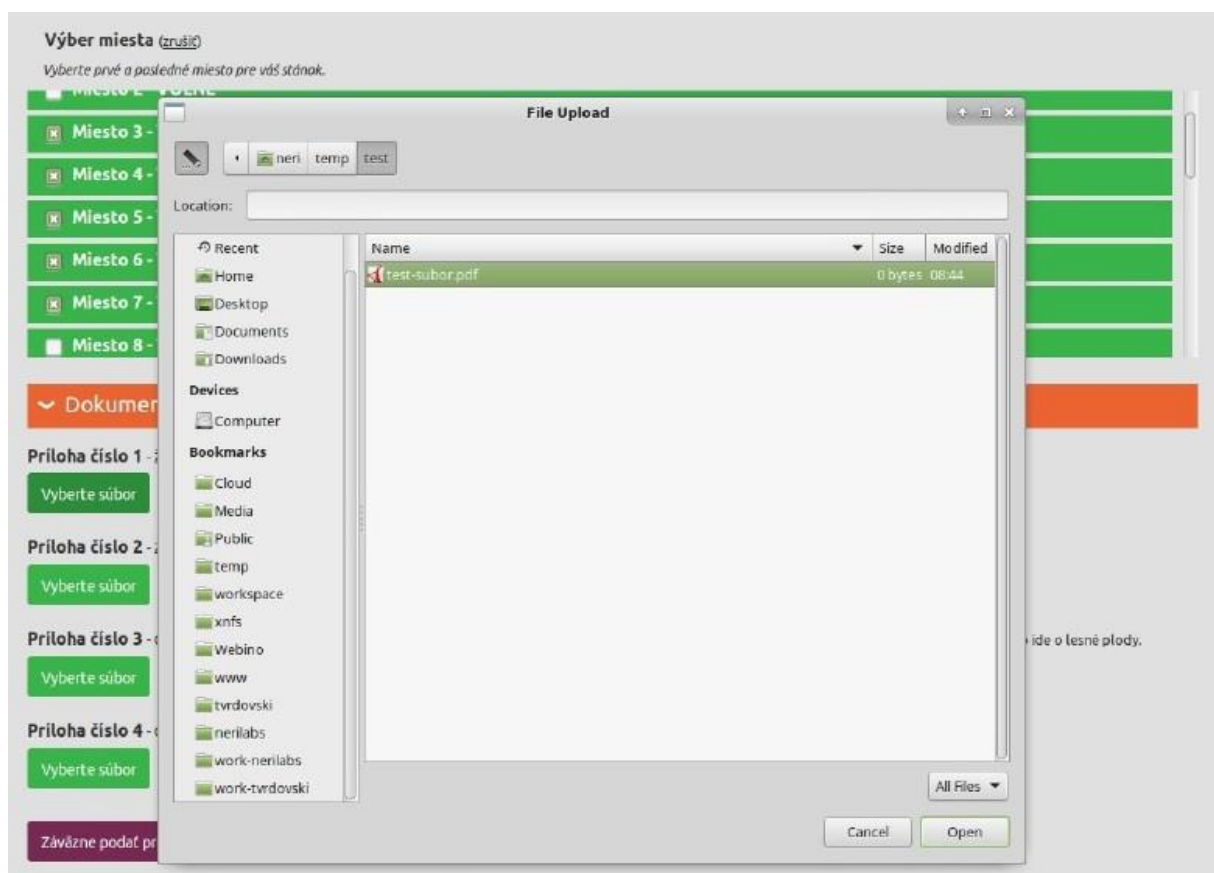 Výber miesta (zrušiť)
Vyberte prvé a posledné miesto pre váš stánok.
Miesto 2 - VOĽNÉ
Miesto 3 -
Miesto 4 -
Miesto 5 -
Miesto 6 -
Miesto 7 -
Miesto 8 -
File Upload
neri temp test
Location:
Recent
Home
Desktop
Documents
Downloads
Devices
Computer
Bookmarks
Cloud
Media
Public
temp
workspace
xnfs
Webino
www
tvrdovski
nerilabs
work-nerilabs
work-tvrdovski
Name Size Modified
test-subor.pdf 0 bytes 08:44
All Files
Cancel Open
Dokumen
Príloha číslo 1 -
Vyberte súbor
Príloha číslo 2 -
Vyberte súbor
Príloha číslo 3 - ide o lesné plody.
Vyberte súbor
Príloha číslo 4 -
Vyberte súbor
Záväzne podať pr